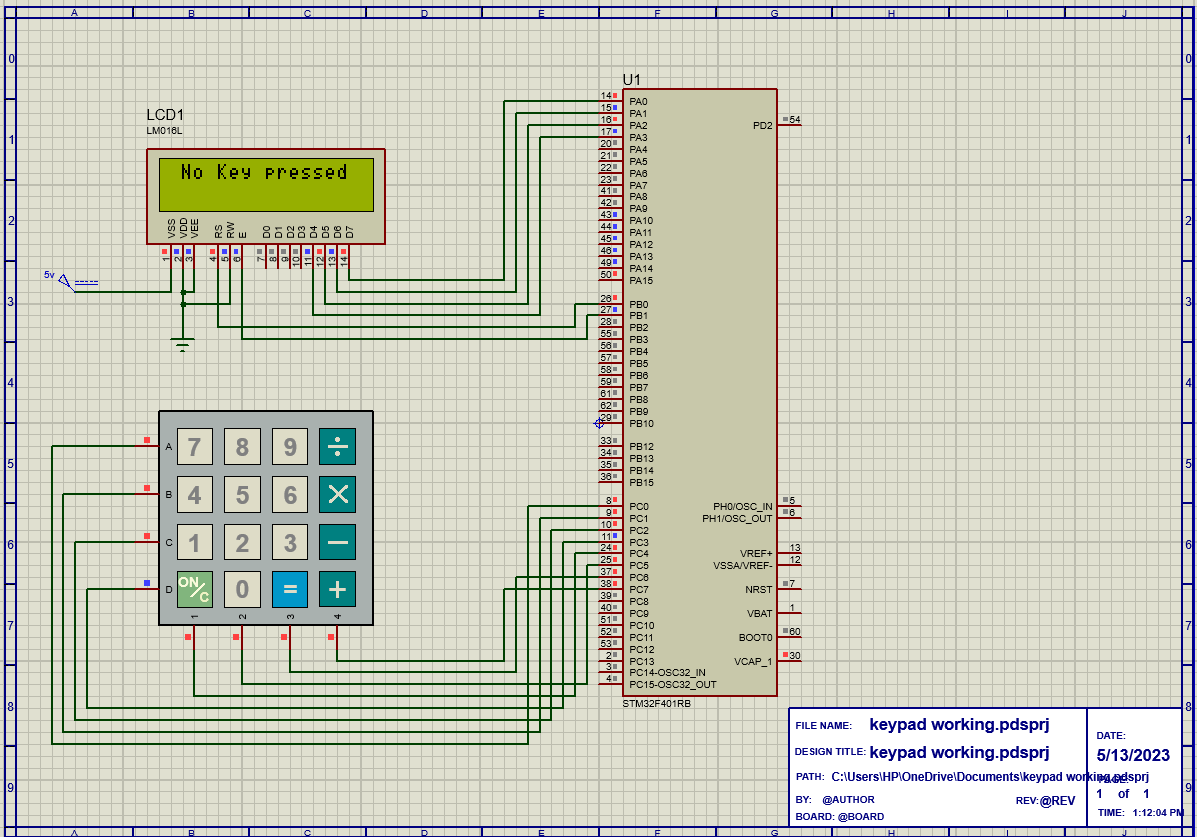 A B C D E F G H I J
0 0
1 1
2 2
3 3
4 4
5 5
6 6
7 7
8 8
9 9
A B C D E F G H I J
LCD1
LM016L
No Key pressed
VSS VDD VEE RS RW E D0 D1 D2 D3 D4 D5 D6 D7
1 2 3 4 5 6 7 8 9 10 11 12 13 14
5v
7 8 9 ÷
4 5 6 ×
1 2 3 −
ON/C 0 = +
A
B
C
D
1 2 3 4
U1
14 PA0
15 PA1
16 PA2
17 PA3
20 PA4
21 PA5
22 PA6
23 PA7
41 PA8
42 PA9
43 PA10
44 PA11
45 PA12
46 PA13
49 PA14
50 PA15
26 PB0
27 PB1
28 PB2
55 PB3
56 PB4
57 PB5
58 PB6
59 PB7
61 PB8
62 PB9
29 PB10
33 PB12
34 PB13
35 PB14
36 PB15
8 PC0
9 PC1
10 PC2
11 PC3
24 PC4
25 PC5
37 PC6
38 PC7
39 PC8
40 PC9
51 PC10
52 PC11
53 PC12
2 PC13
3 PC14-OSC32_IN
4 PC15-OSC32_OUT
PD2 54
PH0/OSC_IN 5
PH1/OSC_OUT 6
VREF+ 13
VSSA/VREF- 12
NRST 7
VBAT 1
BOOT0 60
VCAP_1 30
STM32F401RB
FILE NAME: keypad working.pdsprj
DESIGN TITLE: keypad working.pdsprj
PATH: C:\Users\HP\OneDrive\Documents\keypad working.pdsprj
BY: @AUTHOR REV:@REV
BOARD: @BOARD
DATE:
5/13/2023
PAGE:
1 of 1
TIME: 1:12:04 PM